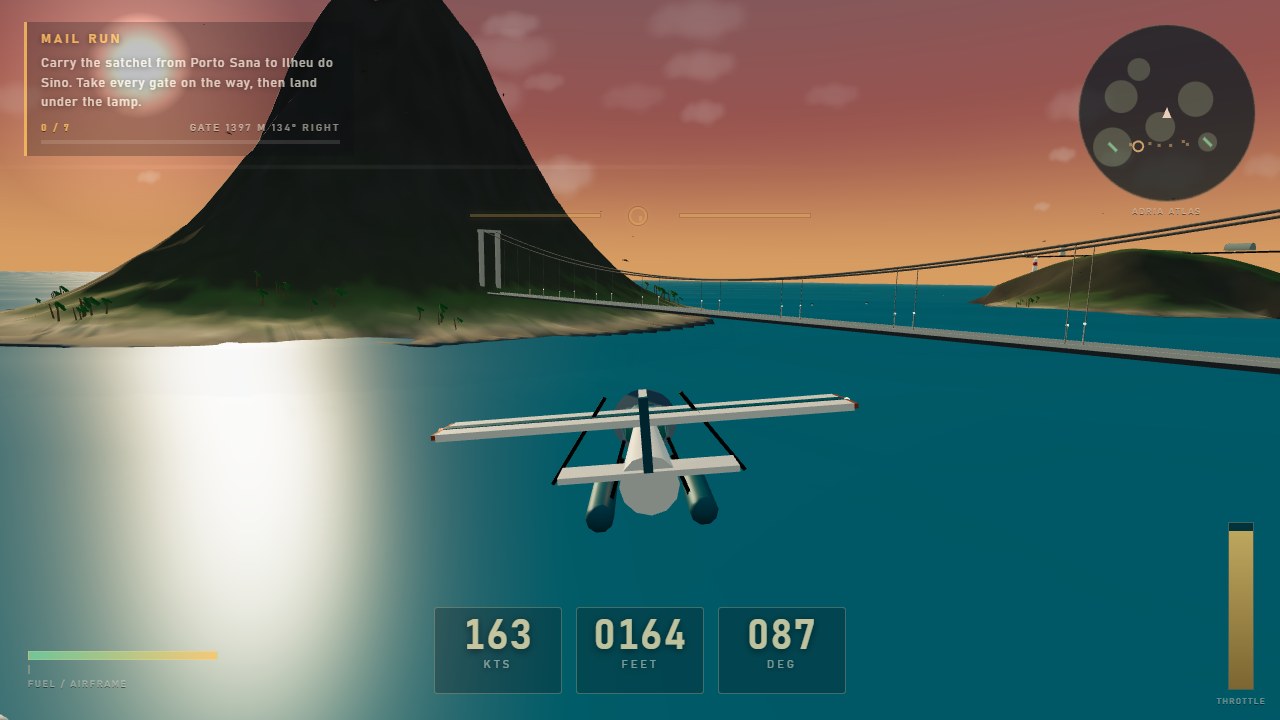 MAIL RUN
Carry the satchel from Porto Sana to Ilheu do
Sino. Take every gate on the way, then land
under the lamp.
0 / 7
GATE 1397 M 134° RIGHT
ADRIA ATLAS
163
KTS
0164
FEET
087
DEG
FUEL / AIRFRAME
THROTTLE